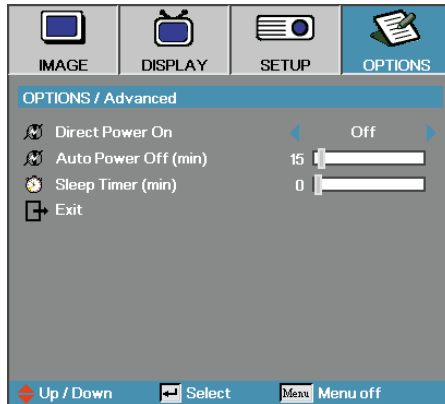 IMAGE DISPLAY SETUP OPTIONS
OPTIONS / Advanced
Direct Power On Off
Auto Power Off (min) 15
Sleep Timer (min) 0
Exit
Up / Down Select Menu Menu off